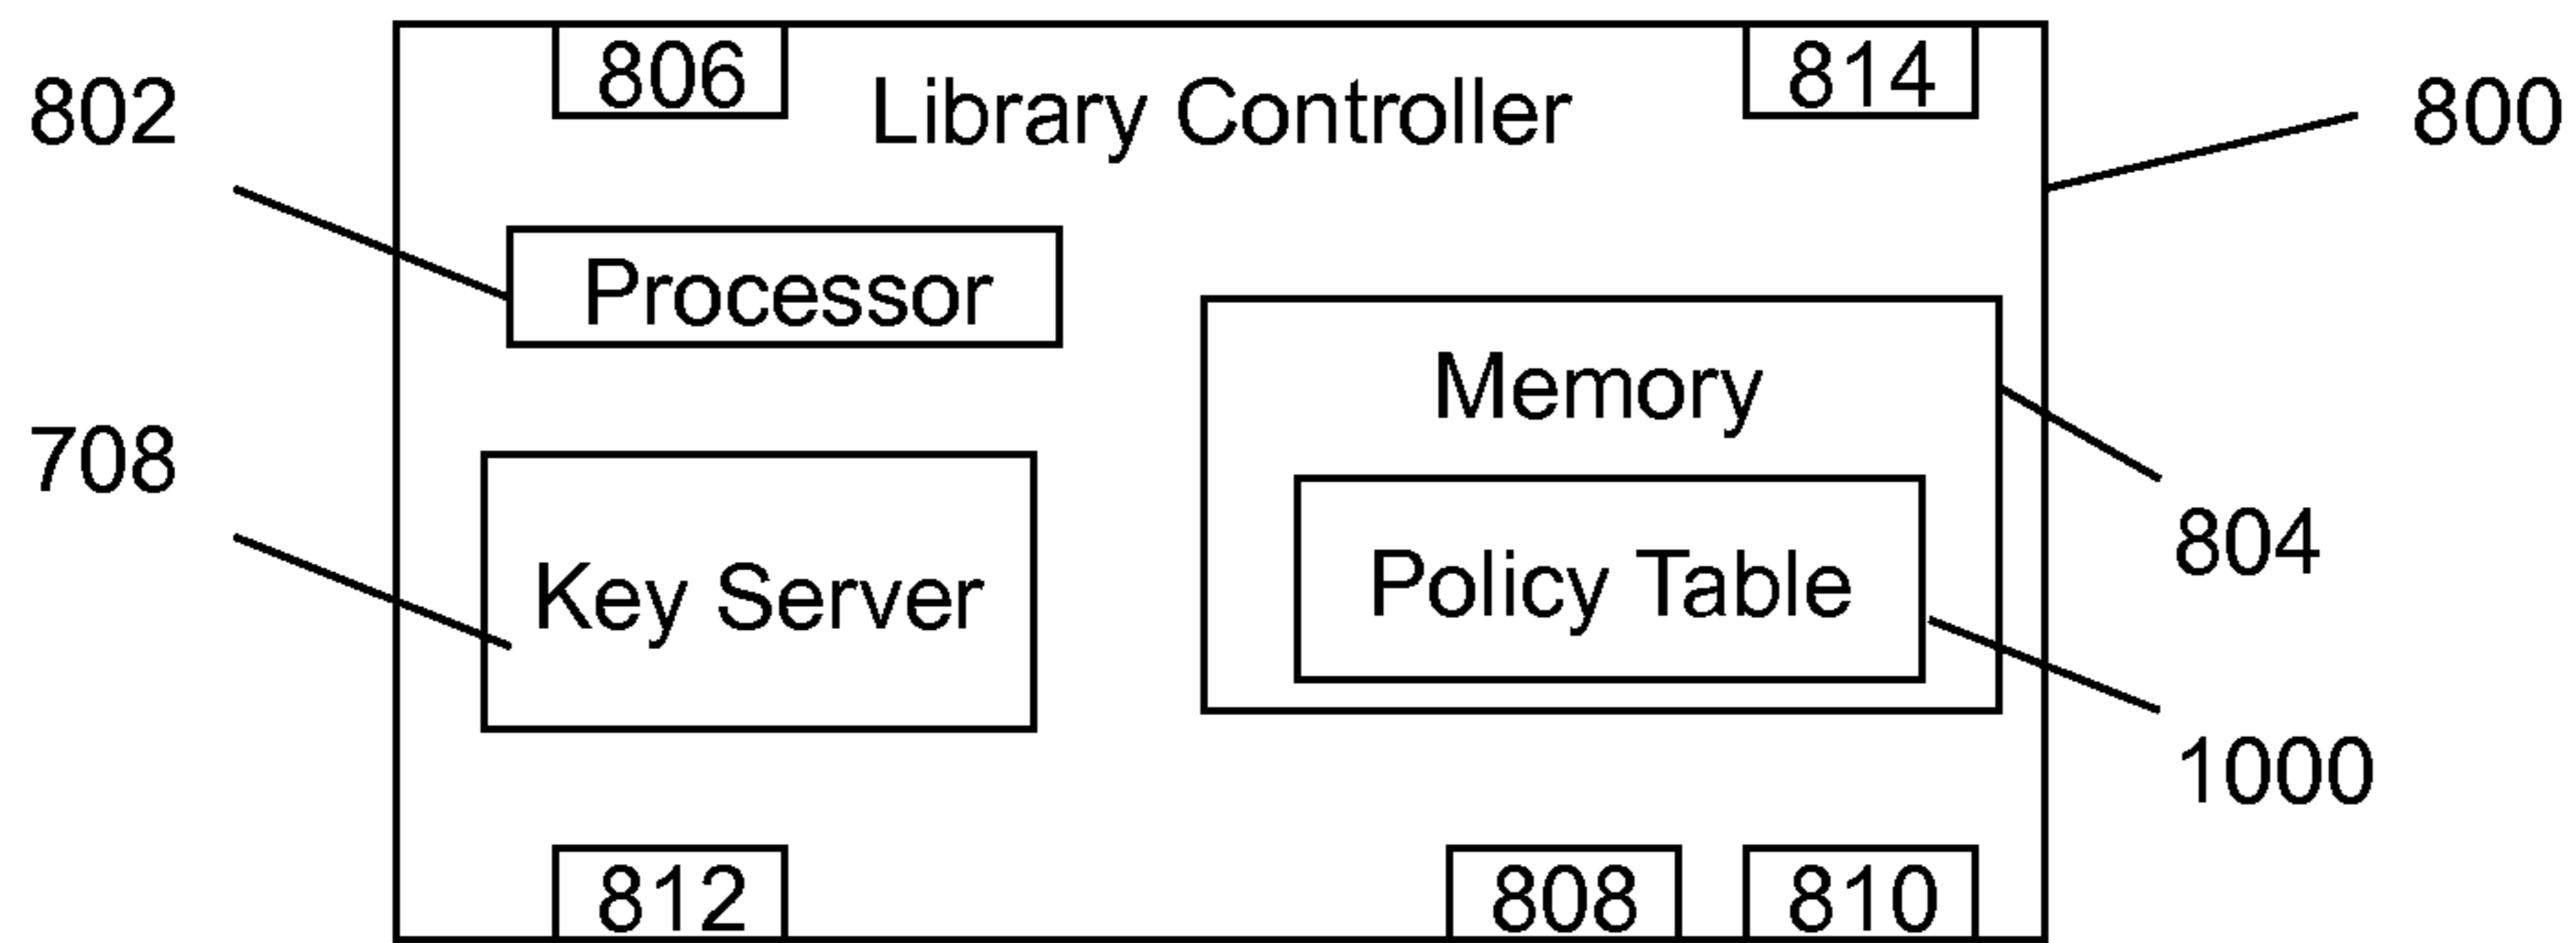 806
814
802
Library Controller
800
Processor
Memory
708
804
Key Server
Policy Table
1000
812
808
810